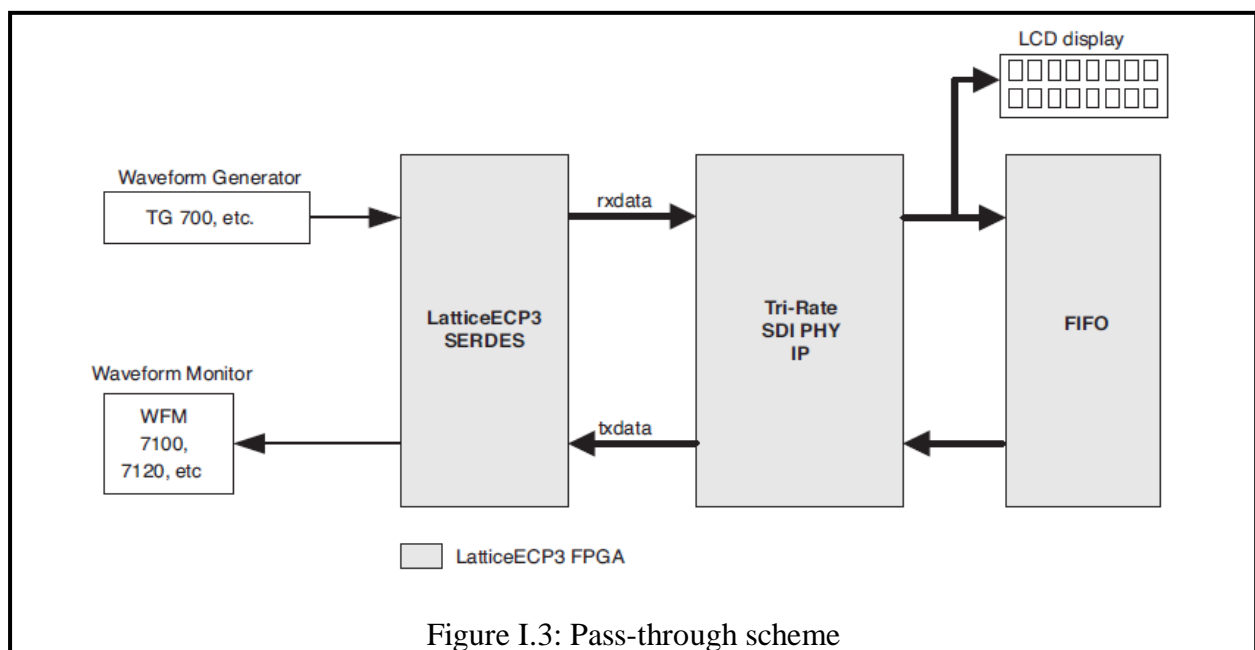 LCD display
Waveform Generator
TG 700, etc.
rxdata
LatticeECP3
SERDES
Tri-Rate
SDI PHY
IP
FIFO
Waveform Monitor
WFM
7100,
7120, etc
txdata
LatticeECP3 FPGA
Figure I.3: Pass-through scheme